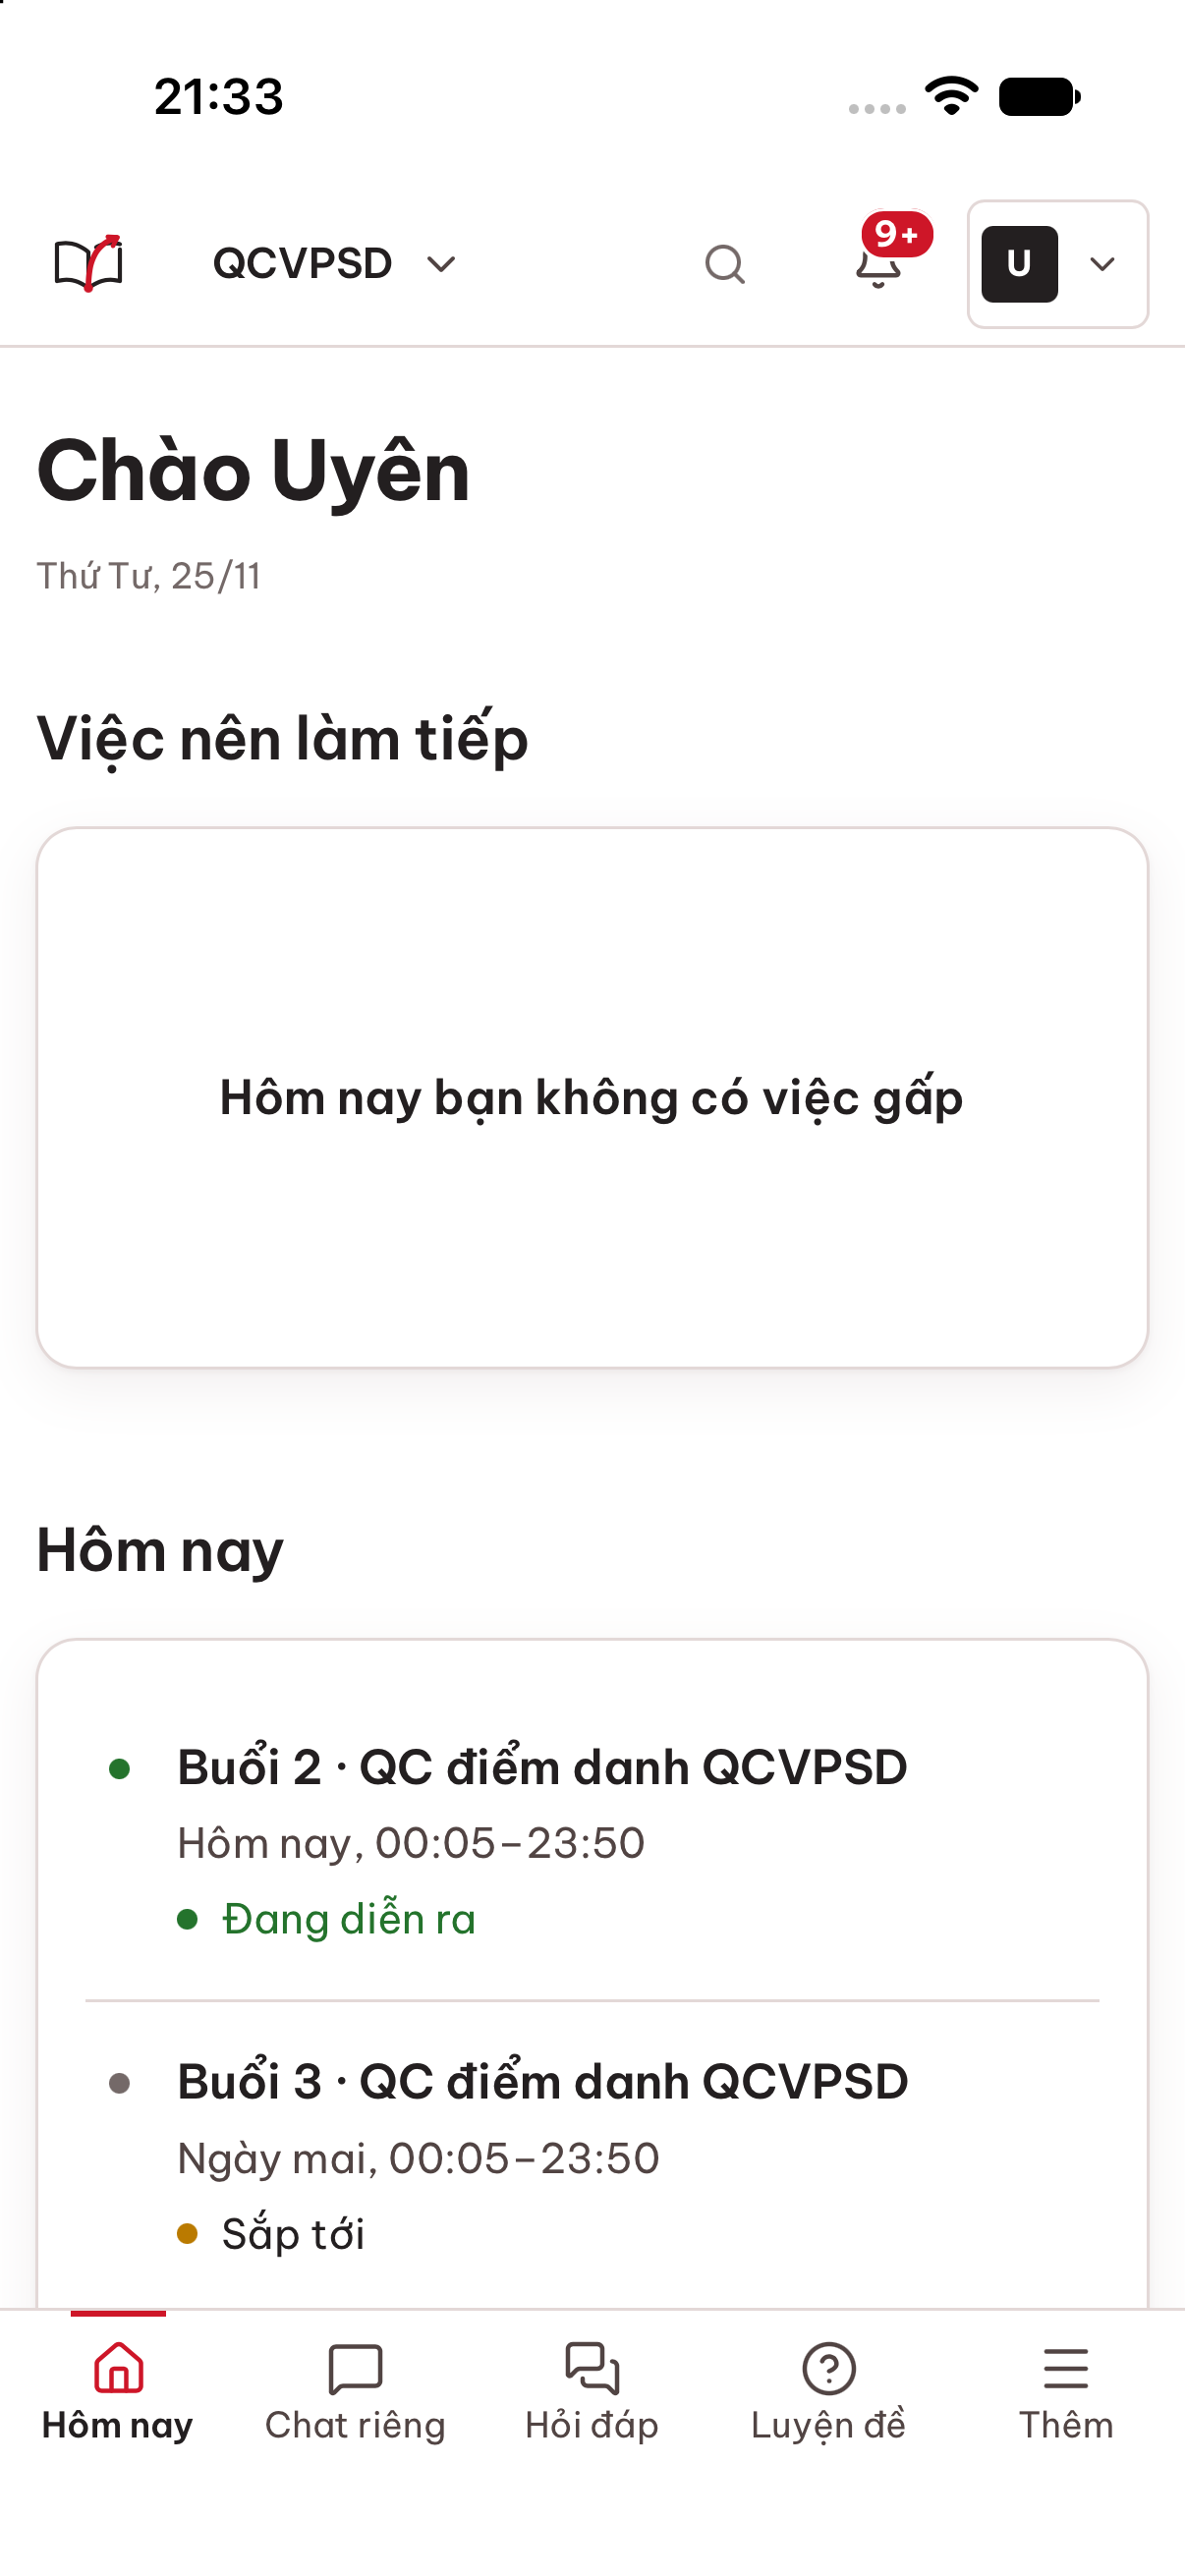 21:33
QCVPSD
9+
U
Chào Uyên
Thứ Tư, 25/11
Việc nên làm tiếp
Hôm nay bạn không có việc gấp
Hôm nay
Buổi 2 · QC điểm danh QCVPSD
Hôm nay, 00:05–23:50
Đang diễn ra
Buổi 3 · QC điểm danh QCVPSD
Ngày mai, 00:05–23:50
Sắp tới
Hôm nay
Chat riêng
Hỏi đáp
Luyện đề
Thêm